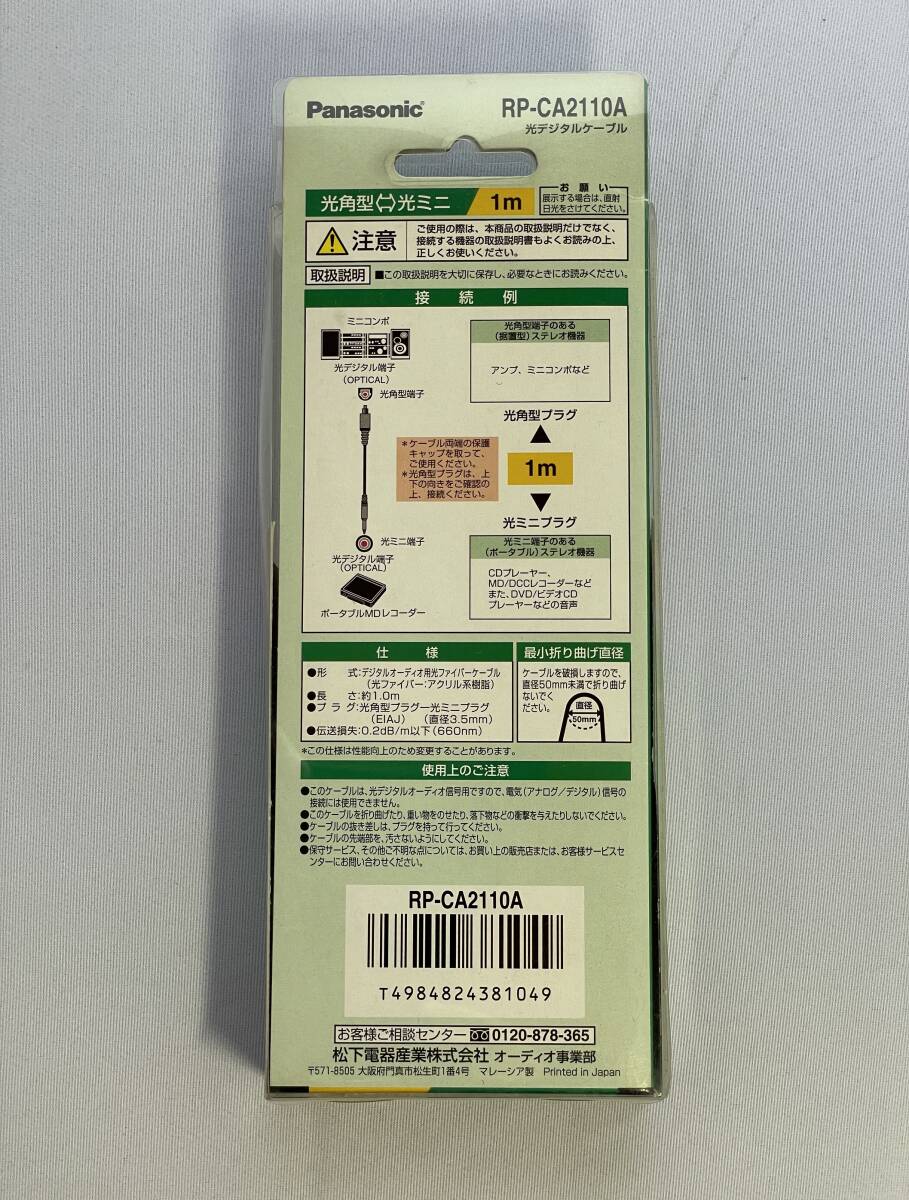 Panasonic
RP-CA2110A
光デジタルケーブル
光角型⟨⟩光ミニ
1m
お願い
展示する場合は、直射
日光をさけてください。
注意
ご使用の際は、本商品の取扱説明だけでなく、
接続する機器の取扱説明書もよくお読みの上、
正しくお使いください。
取扱説明
■この取扱説明を大切に保存し、必要なときにお読みください。
接続例
ミニコンポ
光デジタル端子
(OPTICAL)
光角型端子
*ケーブル両端の保護
キャップを取って、
ご使用ください。
*光角型プラグは、上
下の向きをご確認の
上、接続ください。
光ミニ端子
光デジタル端子
(OPTICAL)
ポータブルMDレコーダー
光角型端子のある
(据置型)ステレオ機器
アンプ、ミニコンポなど
光角型プラグ
▲
1m
▼
光ミニプラグ
光ミニ端子のある
(ポータブル)ステレオ機器
CDプレーヤー、
MD/DCCレコーダーなど
また、DVD/ビデオCD
プレーヤーなどの音声
仕様
●形式:デジタルオーディオ用光ファイバーケーブル
(光ファイバー:アクリル系樹脂)
●長さ:約1.0m
●プラグ:光角型プラグー光ミニプラグ
(EIAJ) (直径3.5mm)
●伝送損失:0.2dB/m以下(660nm)
*この仕様は性能向上のため変更することがあります。
最小折り曲げ直径
ケーブルを破損しますので、
直径50mm未満で折り曲げ
ないでく
ださい。
直径
50mm
使用上のご注意
●このケーブルは、光デジタルオーディオ信号用ですので、電気(アナログ/デジタル)信号の
接続には使用できません。
●このケーブルを折り曲げたり、重い物をのせたり、落下物などの衝撃を与えたりしないでください。
●ケーブルの抜き差しは、プラグを持って行ってください。
●ケーブルの先端部を、汚さないようにしてください。
●保守サービス、その他ご不明な点については、お買い上の販売店または、お客様サービスセ
ンターにお問い合わせください。
RP-CA2110A
T4984824381049
お客様ご相談センター 0120-878-365
松下電器産業株式会社 オーディオ事業部
〒571-8505 大阪府門真市松生町1番4号 マレーシア製 Printed in Japan